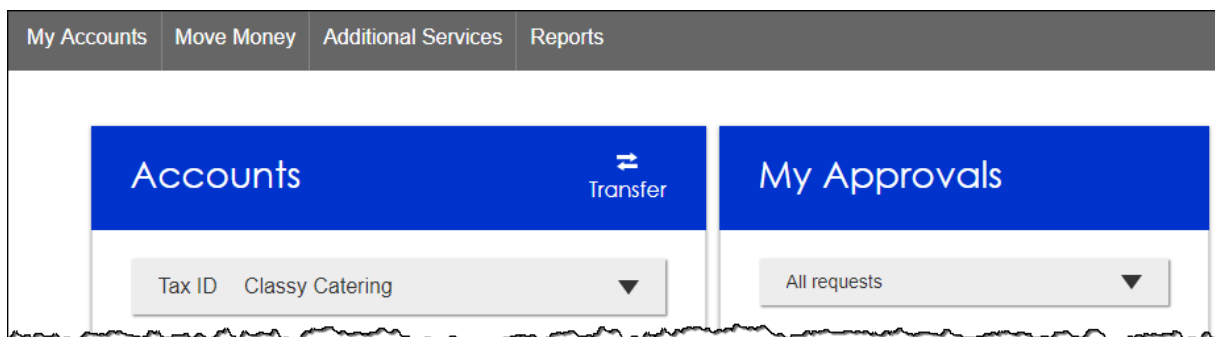 My Accounts Move Money Additional Services Reports
Accounts
Transfer
My Approvals
Tax ID Classy Catering
All requests